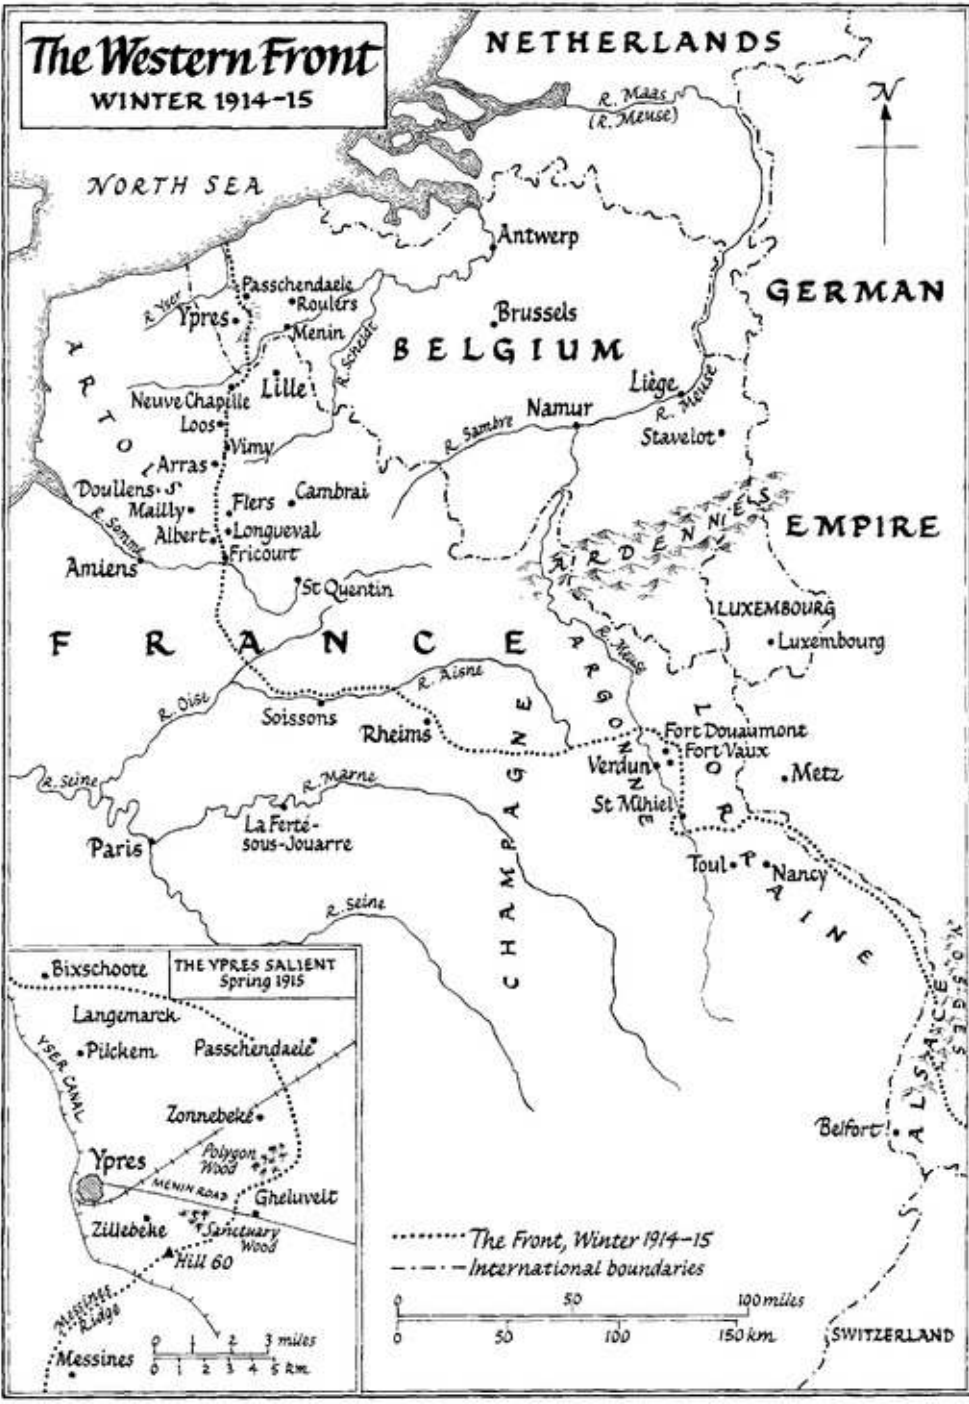 The Western Front
WINTER 1914-15
NETHERLANDS
R. Maas
(R. Meuse)
N
NORTH SEA
Antwerp
GERMAN
Passchendaele
Roulers
R. Yser
Ypres
Menin
Brussels
BELGIUM
R. Scheldt
ARTOIS
Lille
Liège
R. Meuse
Neuve Chapelle
Namur
Loos
R. Sambre
Stavelot
Vimy
Arras
Doullens
Cambrai
Flers
Mailly
ARDENNES
EMPIRE
R. Somme
Longueval
Albert
Fricourt
Amiens
St Quentin
LUXEMBOURG
Luxembourg
FRANCE
R. Meuse
ARGONNE
R. Aisne
R. Oise
Soissons
Rheims
CHAMPAGNE
LORRAINE
Fort Douaumont
Fort Vaux
Verdun
Metz
R. Seine
R. Marne
St Mihiel
La Ferté-
sous-Jouarre
Paris
Toul
Nancy
R. Seine
VOSGES
ALSACE
Belfort
THE YPRES SALIENT
Spring 1915
Bixschoote
Langemarck
Pilckem
Passchendaele
YSER CANAL
Zonnebeke
Polygon
Wood
Ypres
MENIN ROAD
Gheluvelt
Zillebeke
Sanctuary
Wood
Hill 60
Messines
Ridge
0 1 2 3 miles
0 1 2 3 4 5 km
Messines
The Front, Winter 1914-15
International boundaries
0 50 100 miles
0 50 100 150 km
SWITZERLAND